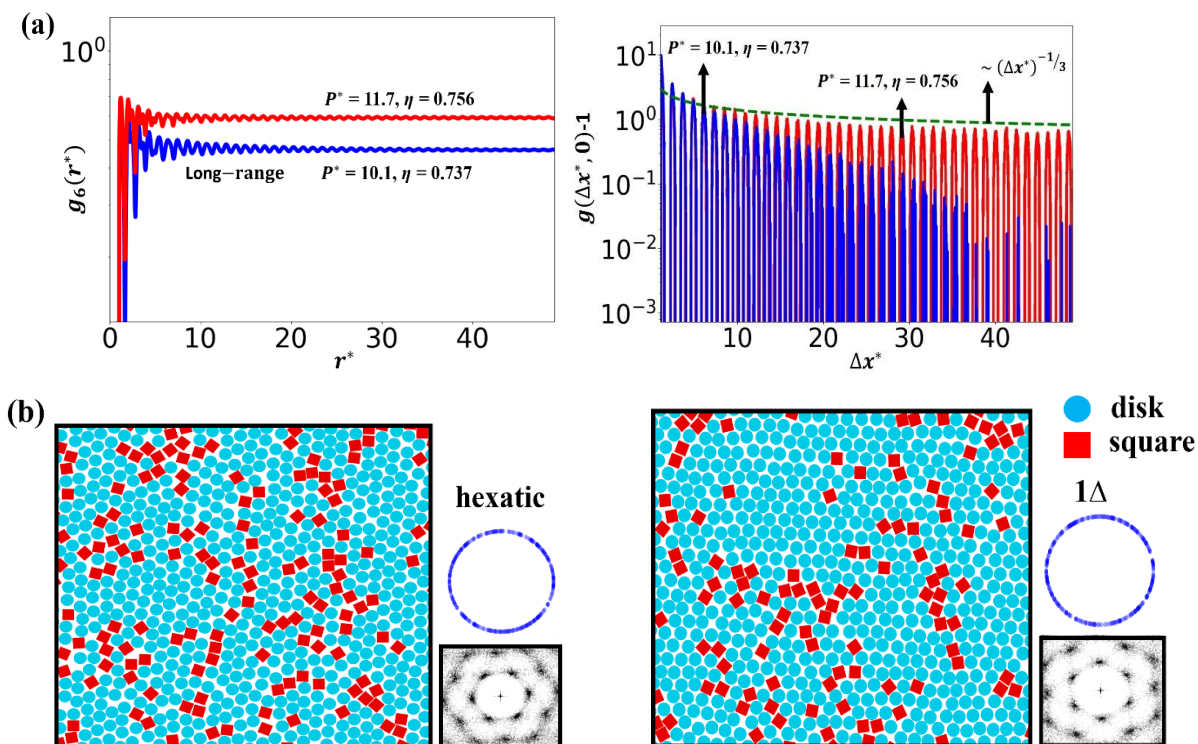 (a)
10⁰
g₆(r*)
P* = 11.7, η = 0.756
Long−range P* = 10.1, η = 0.737
0 10 20 30 40
r*
g(Δx*, 0)-1
10¹
10⁰
10⁻¹
10⁻²
10⁻³
P* = 10.1, η = 0.737
P* = 11.7, η = 0.756
~ (Δx*)⁻¹/³
10 20 30 40
Δx*
(b)
hexatic
disk
square
1Δ